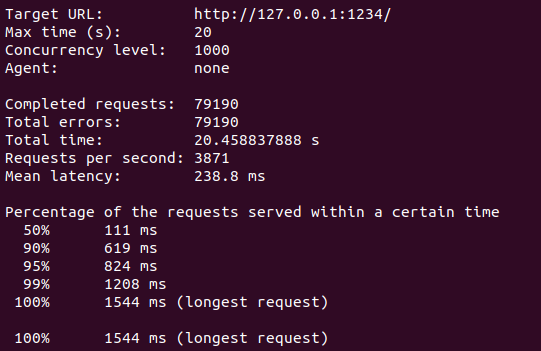 Target URL: http://127.0.0.1:1234/
Max time (s): 20
Concurrency level: 1000
Agent: none
Completed requests: 79190
Total errors: 79190
Total time: 20.458837888 s
Requests per second: 3871
Mean latency: 238.8 ms
Percentage of the requests served within a certain time
50% 111 ms
90% 619 ms
95% 824 ms
99% 1208 ms
100% 1544 ms (longest request)
100% 1544 ms (longest request)